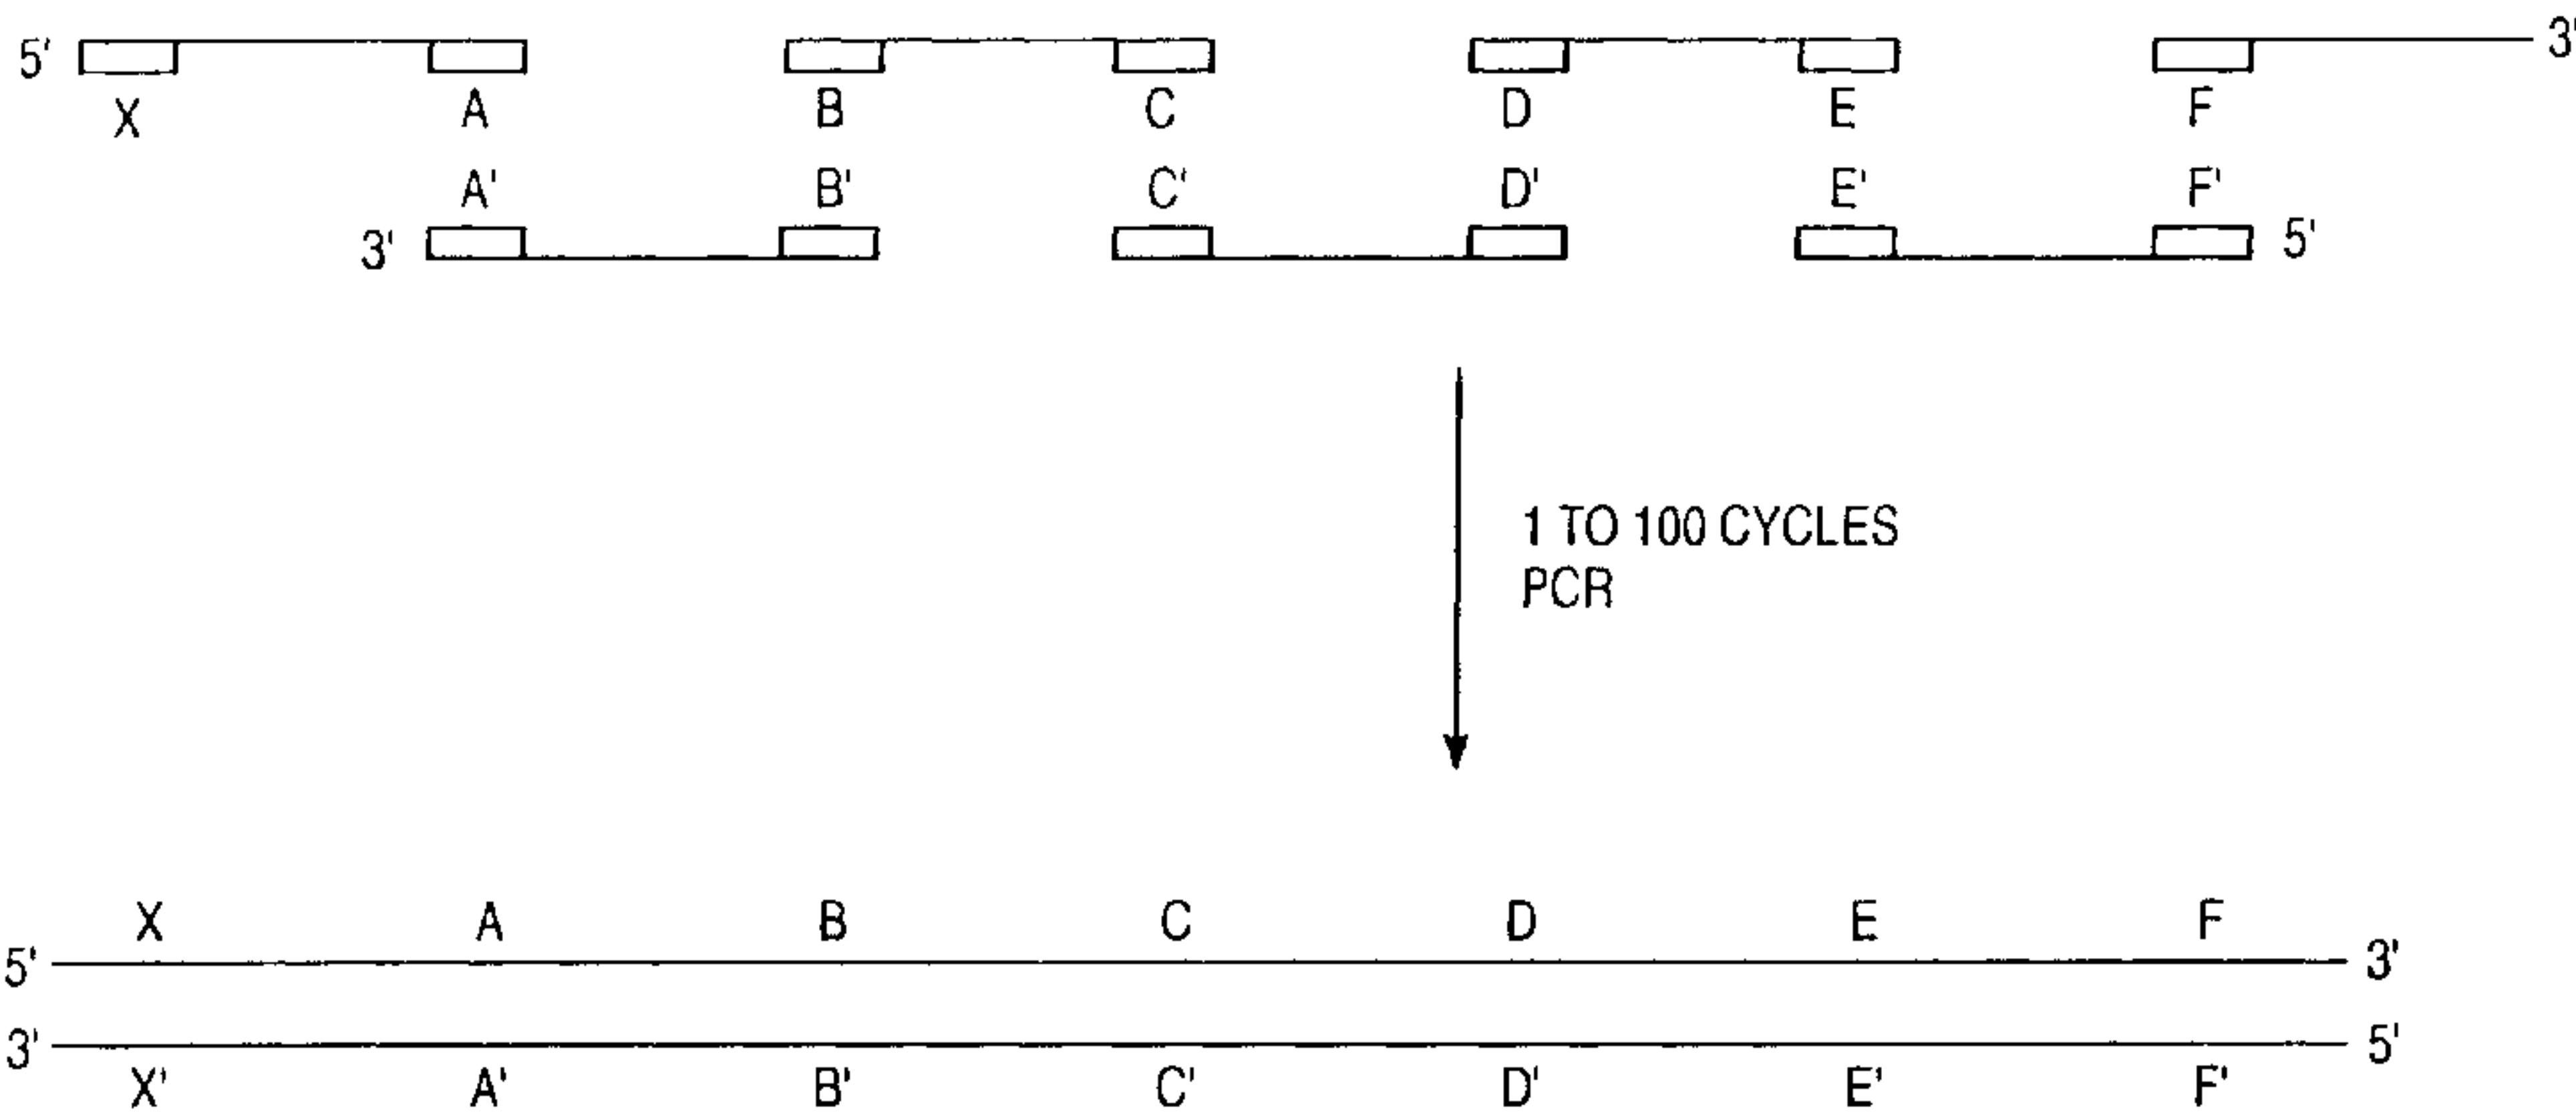 5' 3'
X A B C D E F
A' B' C' D' E' F'
3' 5'
1 TO 100 CYCLES
PCR
X A B C D E F
5' 3'
3' 5'
X' A' B' C' D' E' F'